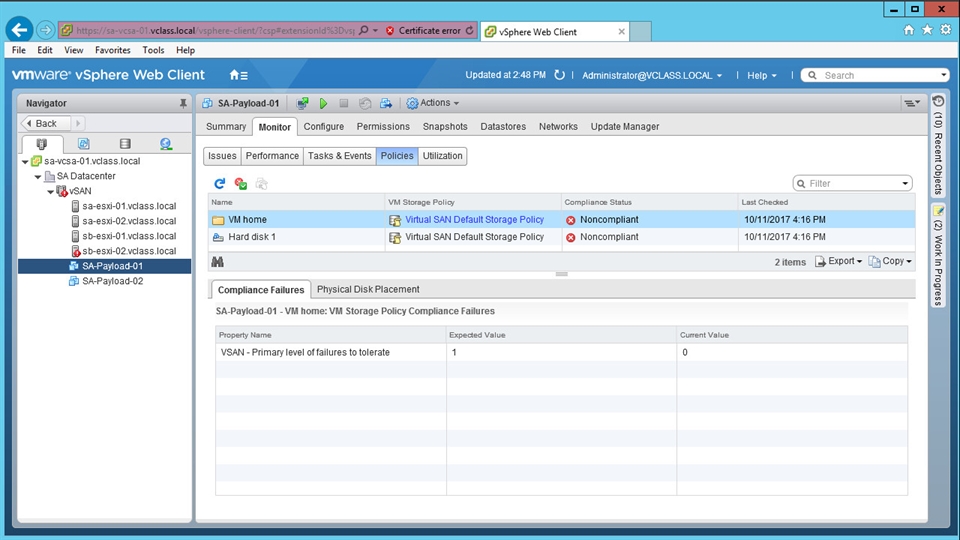 https://sa-vcsa-01.vclass.local/vsphere-client/?csp#extensionId%3Dvsp
Certificate error
vSphere Web Client
File Edit View Favorites Tools Help
vmware® vSphere Web Client
Updated at 2:48 PM
Administrator@VCLASS.LOCAL
Help
Search
Navigator
Back
sa-vcsa-01.vclass.local
SA Datacenter
vSAN
sa-esxi-01.vclass.local
sa-esxi-02.vclass.local
sb-esxi-01.vclass.local
sb-esxi-02.vclass.local
SA-Payload-01
SA-Payload-02
SA-Payload-01
Actions
Summary Monitor Configure Permissions Snapshots Datastores Networks Update Manager
Issues Performance Tasks & Events Policies Utilization
Filter
Name VM Storage Policy Compliance Status Last Checked
VM home Virtual SAN Default Storage Policy Noncompliant 10/11/2017 4:16 PM
Hard disk 1 Virtual SAN Default Storage Policy Noncompliant 10/11/2017 4:16 PM
2 items Export Copy
Compliance Failures Physical Disk Placement
SA-Payload-01 - VM home: VM Storage Policy Compliance Failures
Property Name Expected Value Current Value
VSAN - Primary level of failures to tolerate 1 0
(10) Recent Objects
(2) Work In Progress